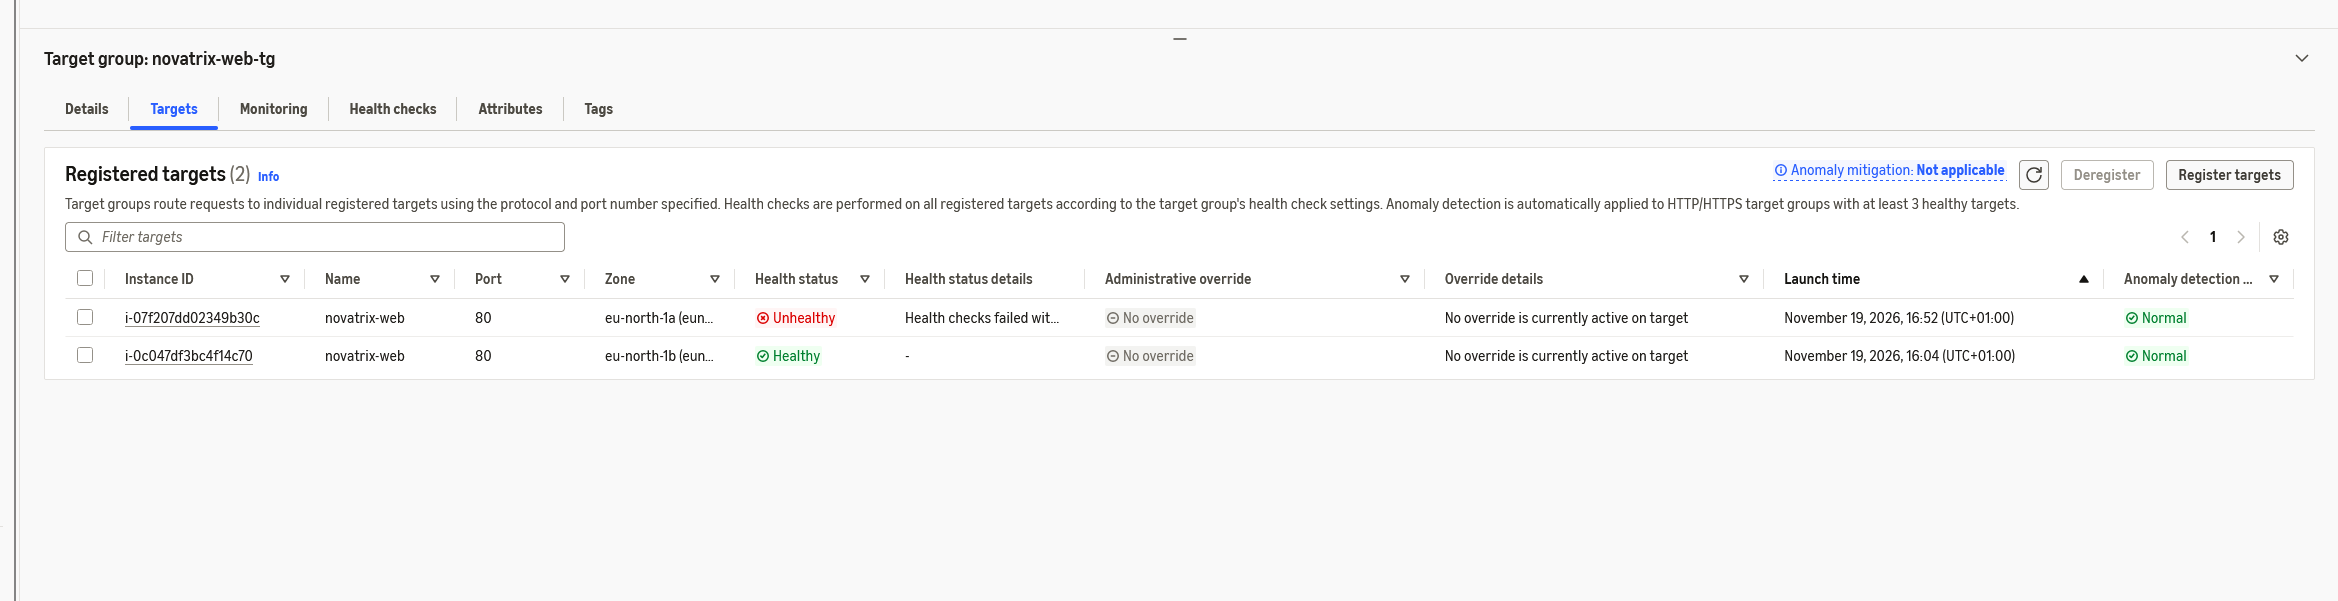 Target group: novatrix-web-tg
Details Targets Monitoring Health checks Attributes Tags
Registered targets (2) Info Anomaly mitigation: Not applicable Deregister Register targets
Target groups route requests to individual registered targets using the protocol and port number specified. Health checks are performed on all registered targets according to the target group's health check settings. Anomaly detection is automatically applied to HTTP/HTTPS target groups with at least 3 healthy targets.
Filter targets 1
Instance ID Name Port Zone Health status Health status details Administrative override Override details Launch time Anomaly detection ...
i-07f207dd02349b30c novatrix-web 80 eu-north-1a (eun... Unhealthy Health checks failed wit... No override No override is currently active on target November 19, 2026, 16:52 (UTC+01:00) Normal
i-0c047df3bc4f14c70 novatrix-web 80 eu-north-1b (eun... Healthy - No override No override is currently active on target November 19, 2026, 16:04 (UTC+01:00) Normal